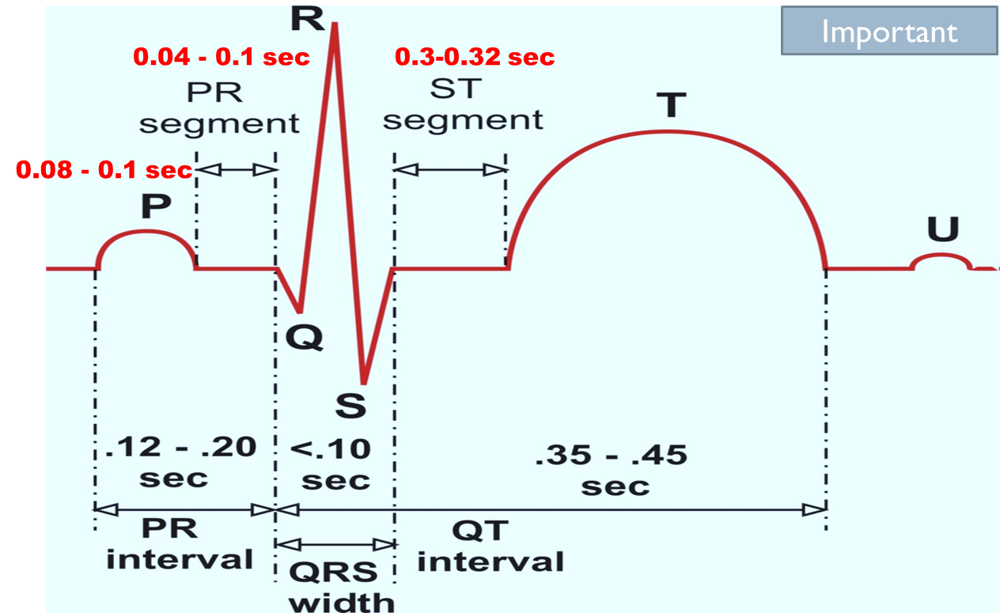 R
Important
0.04 - 0.1 sec
0.3-0.32 sec
PR
segment
ST
segment
T
0.08 - 0.1 sec
P
U
Q
S
.12 - .20
sec
<.10
sec
.35 - .45
sec
PR
interval
QT
interval
QRS
width